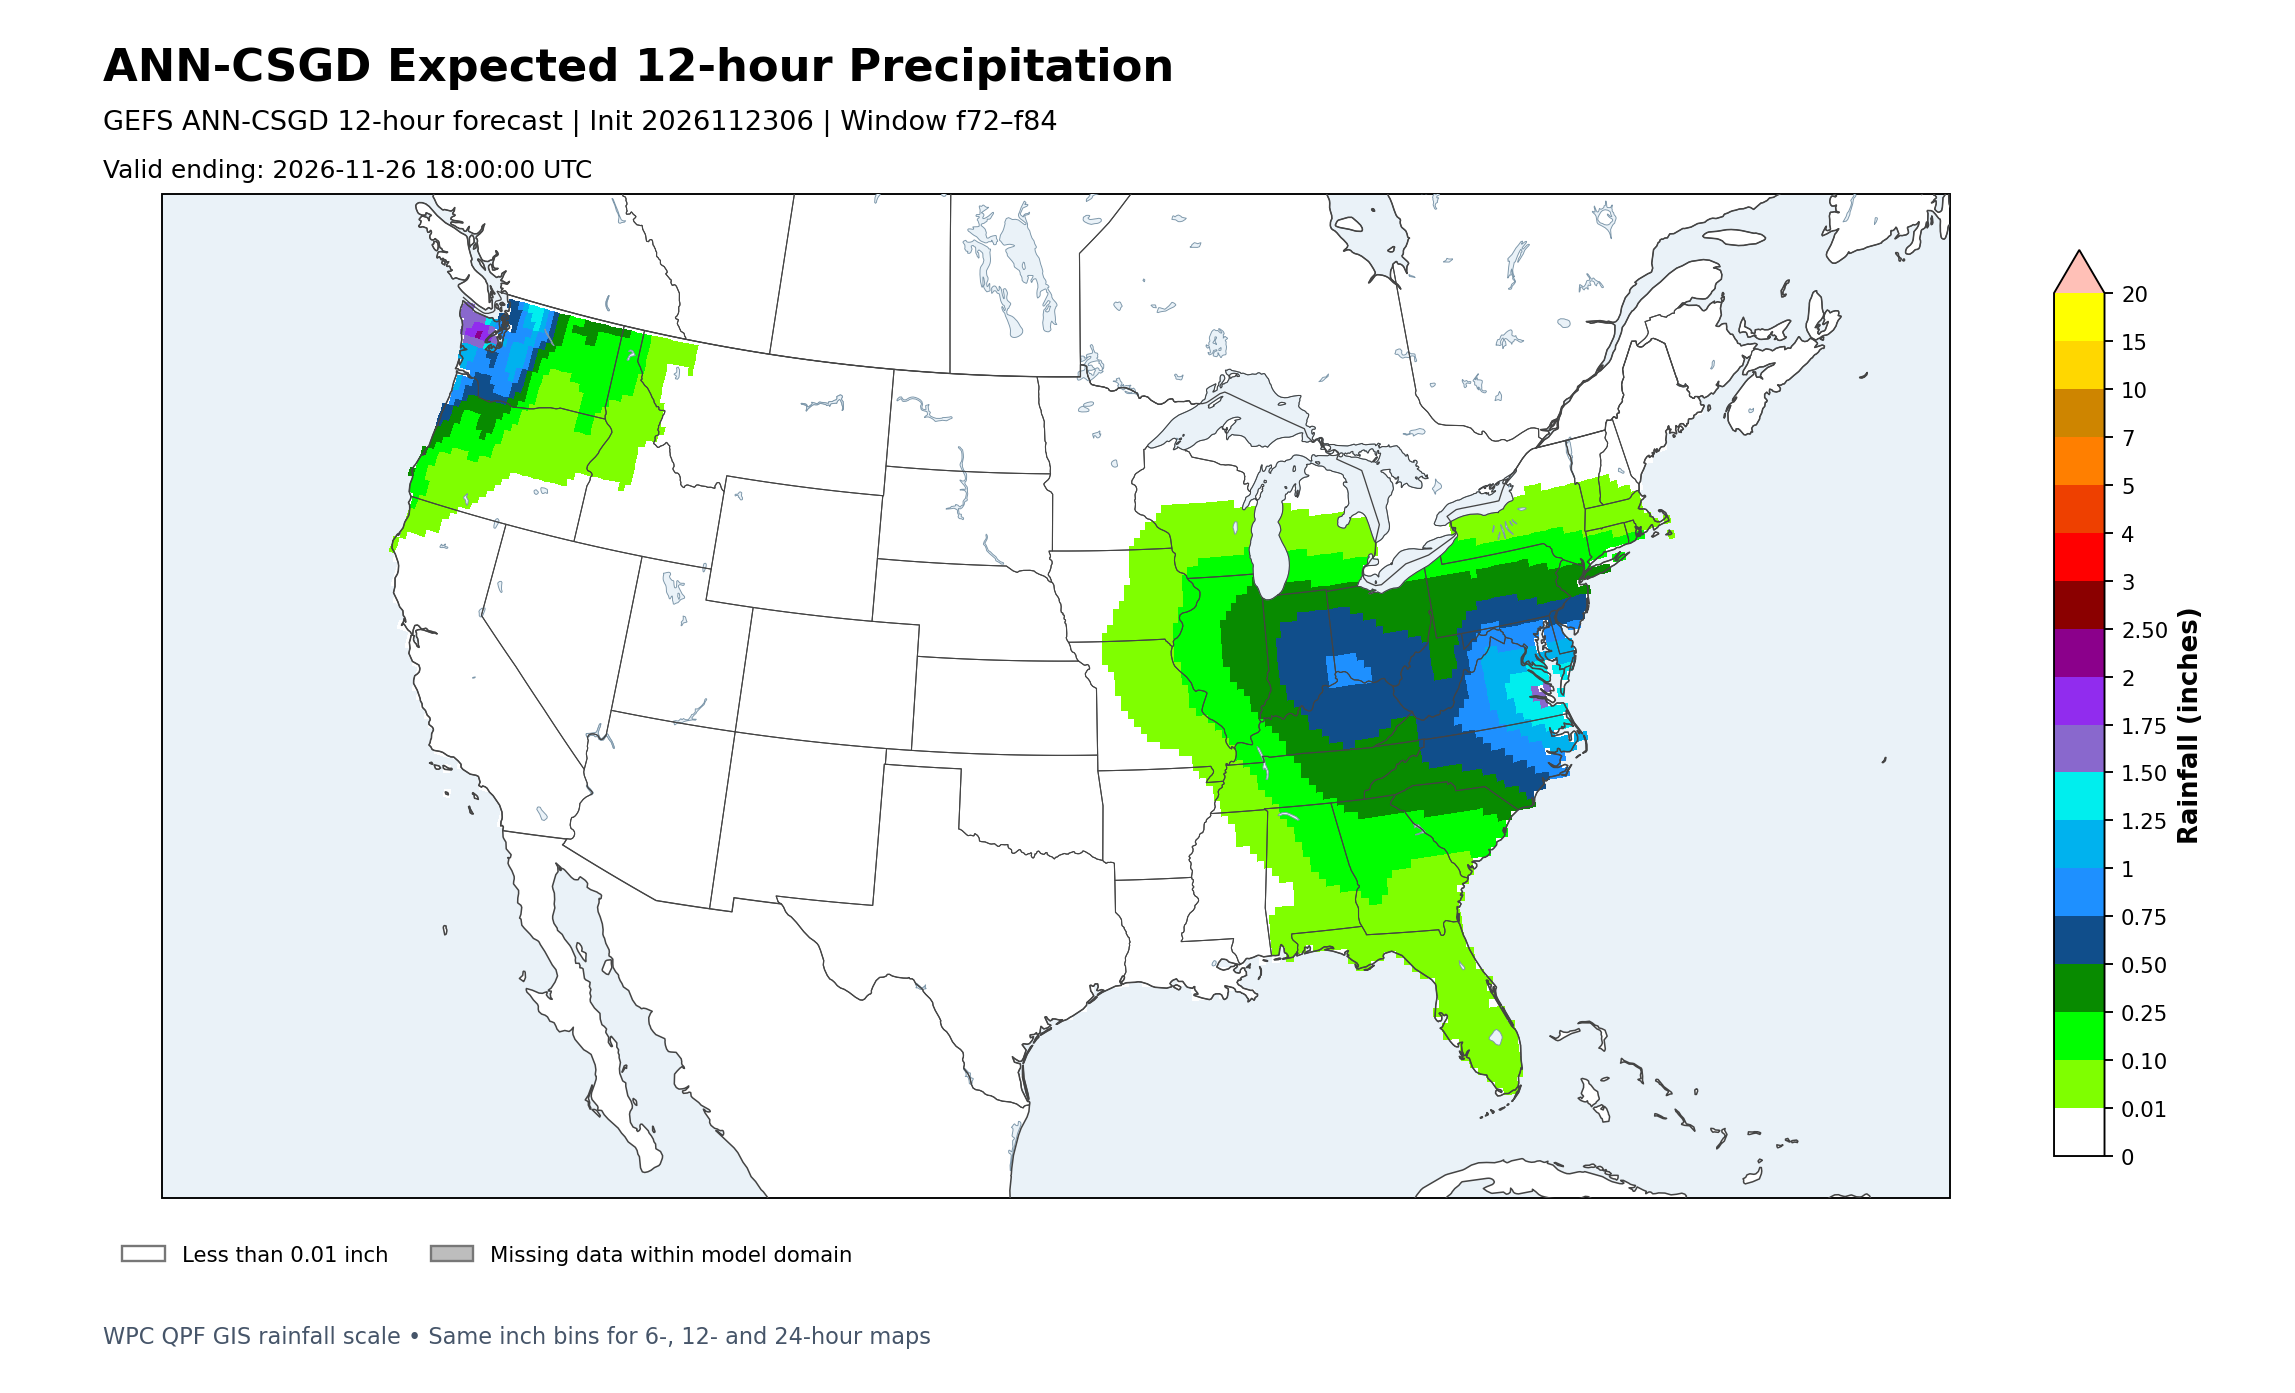 ANN-CSGD Expected 12-hour Precipitation
GEFS ANN-CSGD 12-hour forecast | Init 2026112306 | Window f72–f84
Valid ending: 2026-11-26 18:00:00 UTC
20
15
10
7
5
4
3
2.50
2
1.75
1.50
1.25
1
0.75
0.50
0.25
0.10
0.01
0
Rainfall (inches)
Less than 0.01 inch
Missing data within model domain
WPC QPF GIS rainfall scale • Same inch bins for 6-, 12- and 24-hour maps